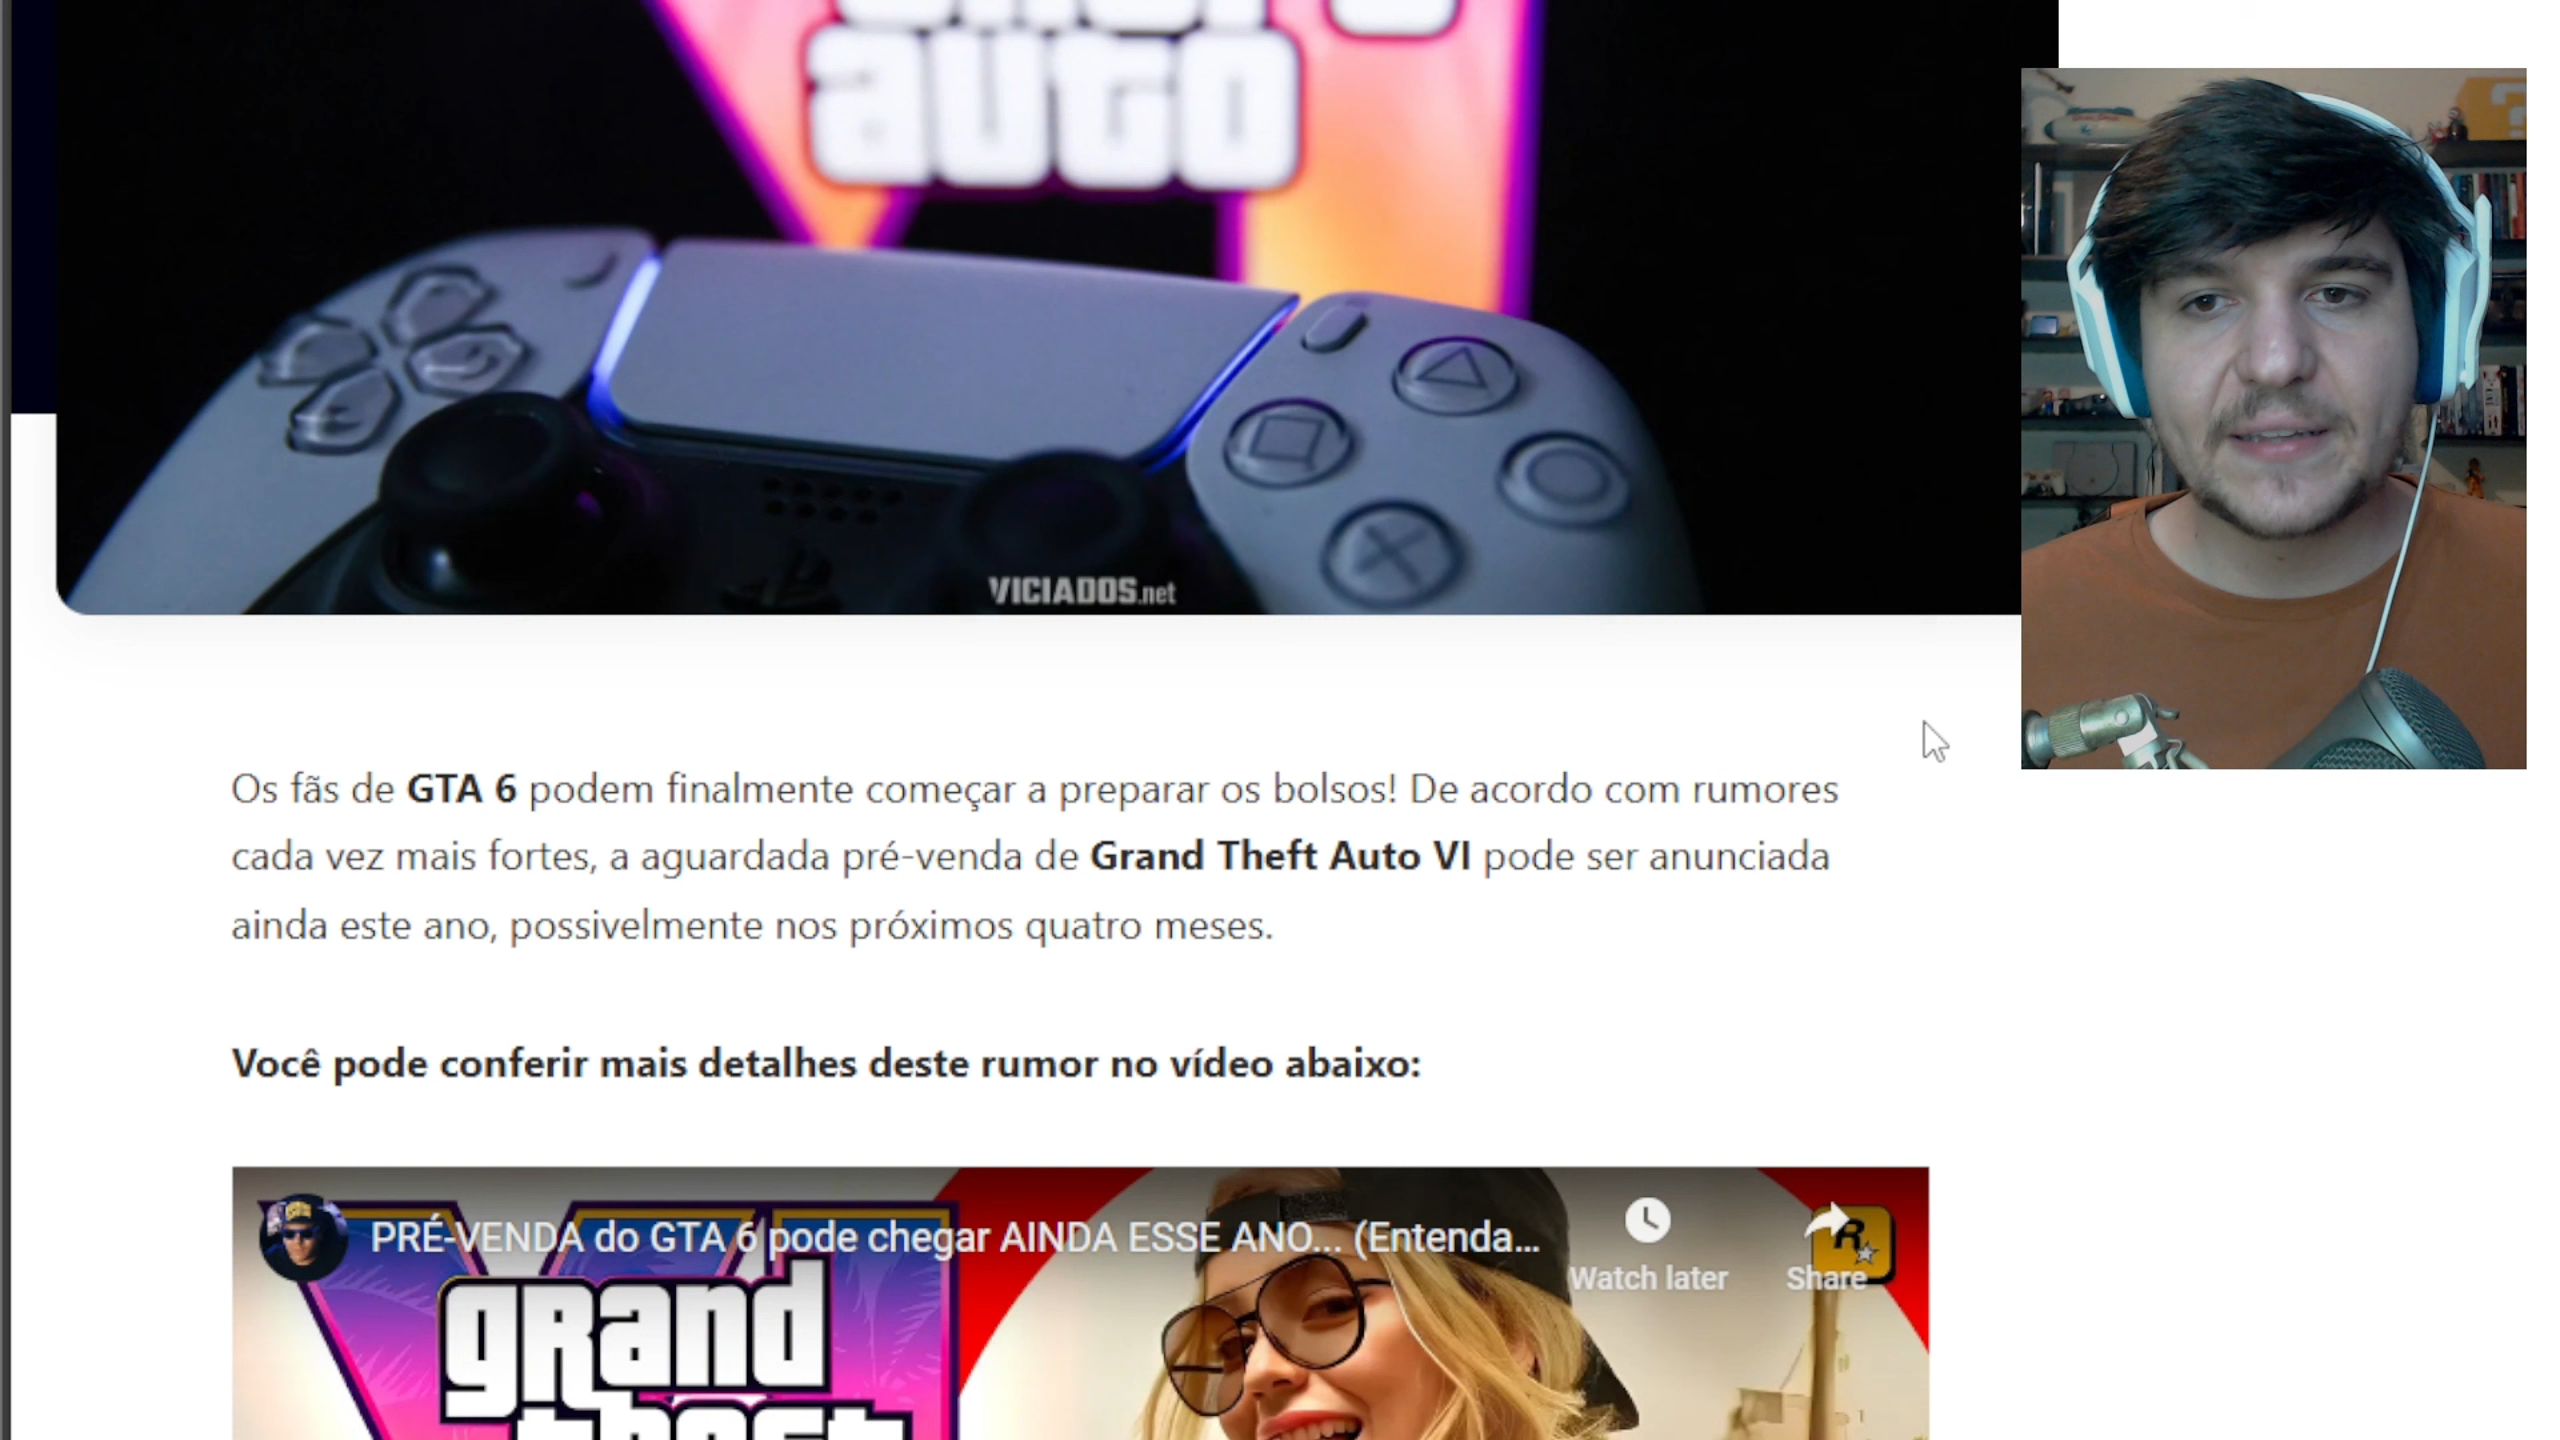 auto
VICIADOS.net
Os fãs de GTA 6 podem finalmente começar a preparar os bolsos! De acordo com rumores
cada vez mais fortes, a aguardada pré-venda de Grand Theft Auto VI pode ser anunciada
ainda este ano, possivelmente nos próximos quatro meses.
Você pode conferir mais detalhes deste rumor no vídeo abaixo:
PRÉ-VENDA do GTA 6 pode chegar AINDA ESSE ANO... (Entenda...
Watch later
Share
R
grand